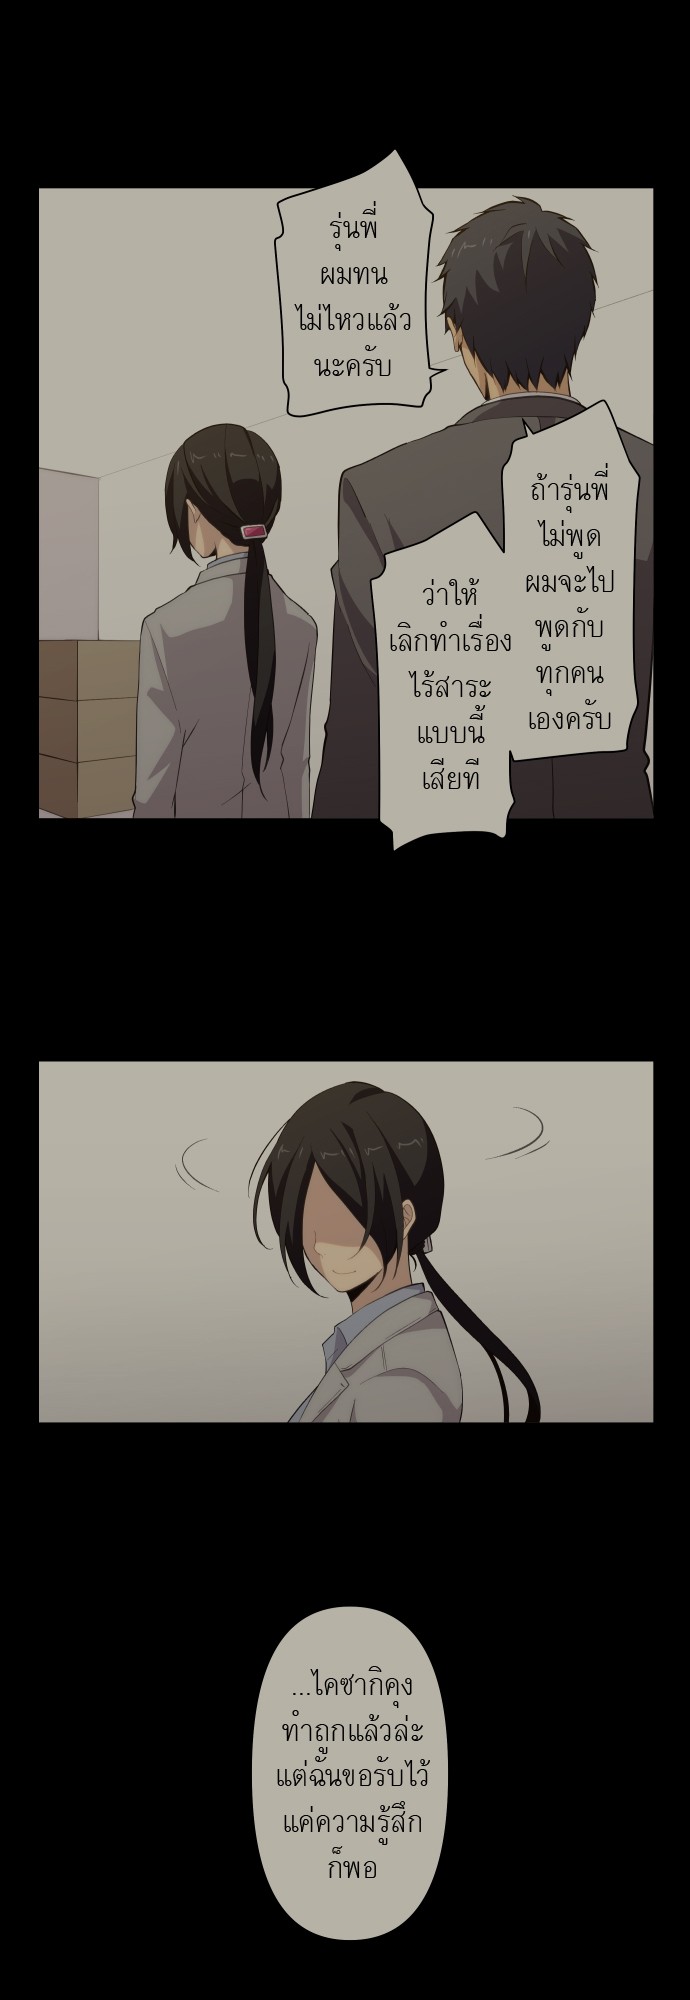 รุ่นพี่
ผมทน
ไม่ไหวแล้ว
นะครับ
ถ้ารุ่นพี่
ไม่พูด
ผมจะไป
พูดกับ
ทุกคน
เองครับ
ว่าให้
เลิกทำเรื่อง
ไร้สาระ
แบบนี้
เสียที
...ไคซากิคุง
ทำถูกแล้วล่ะ
แต่ฉันขอรับไว้
แค่ความรู้สึก
ก็พอ